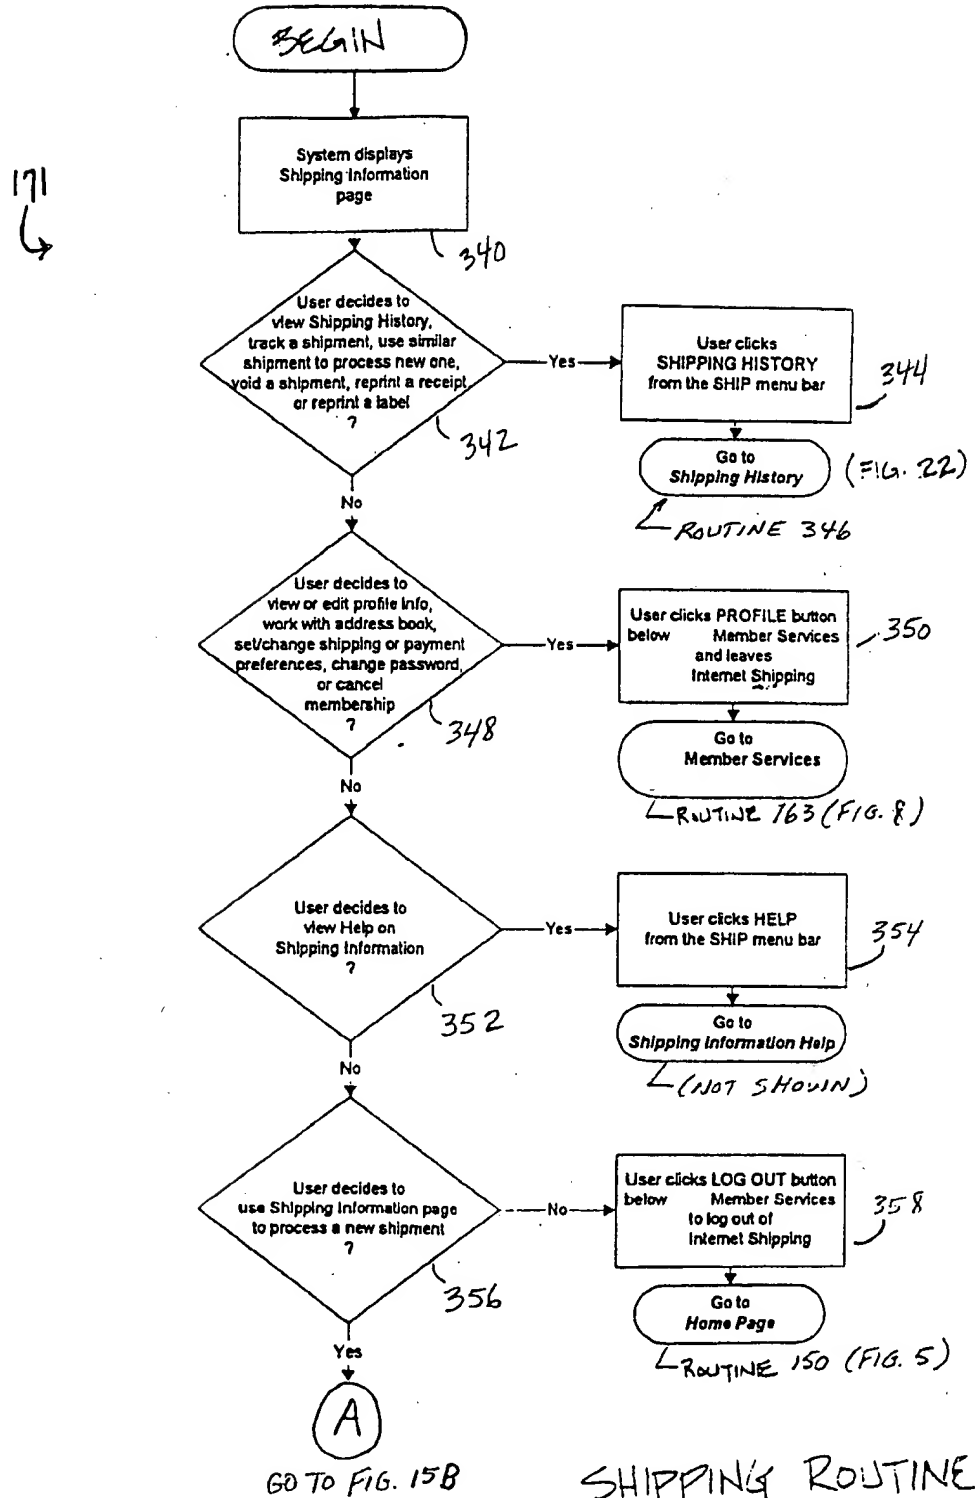 BEGIN
System displays
Shipping Information
page
171
340
User decides to
view Shipping History,
track a shipment, use similar
shipment to process new one,
void a shipment, reprint a receipt
or reprint a label
?
342
Yes
User clicks
SHIPPING HISTORY
from the SHIP menu bar
344
Go to
Shipping History
(FIG. 22)
ROUTINE 346
No
User decides to
view or edit profile info,
work with address book,
set/change shipping or payment
preferences, change password,
or cancel
membership
?
348
Yes
User clicks PROFILE button
below Member Services
and leaves
Internet Shipping
350
Go to
Member Services
ROUTINE 163 (FIG. 8)
No
User decides to
view Help on
Shipping Information
?
352
Yes
User clicks HELP
from the SHIP menu bar
354
Go to
Shipping Information Help
(NOT SHOWN)
No
User decides to
use Shipping Information page
to process a new shipment
?
356
No
User clicks LOG OUT button
below Member Services
to log out of
Internet Shipping
358
Go to
Home Page
ROUTINE 150 (FIG. 5)
Yes
A
GO TO FIG. 15B
SHIPPING ROUTINE